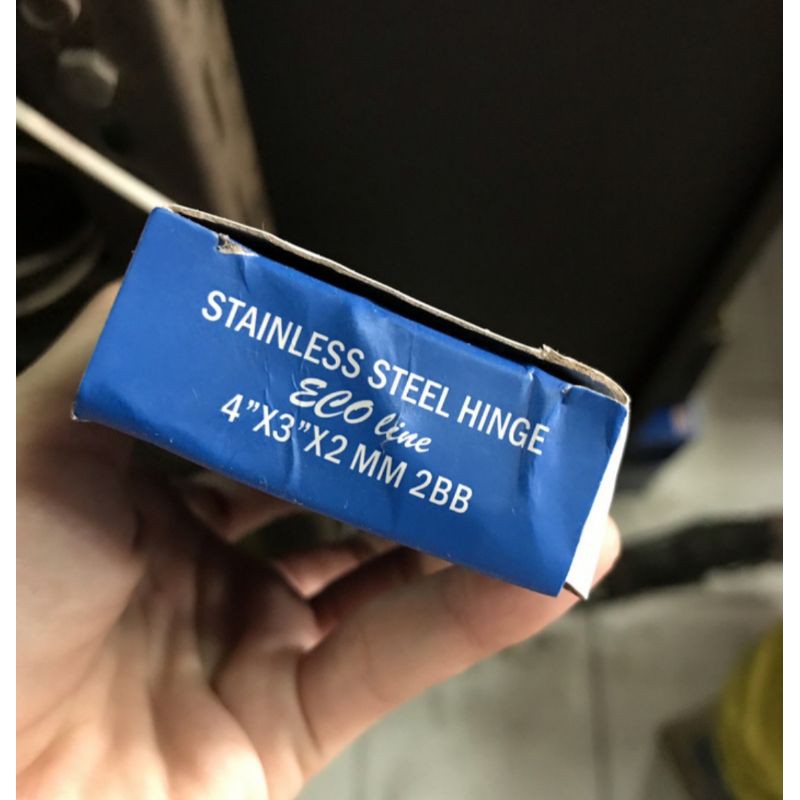 STAINLESS STEEL HINGE
ECO line
4”X3”X2 MM 2BB